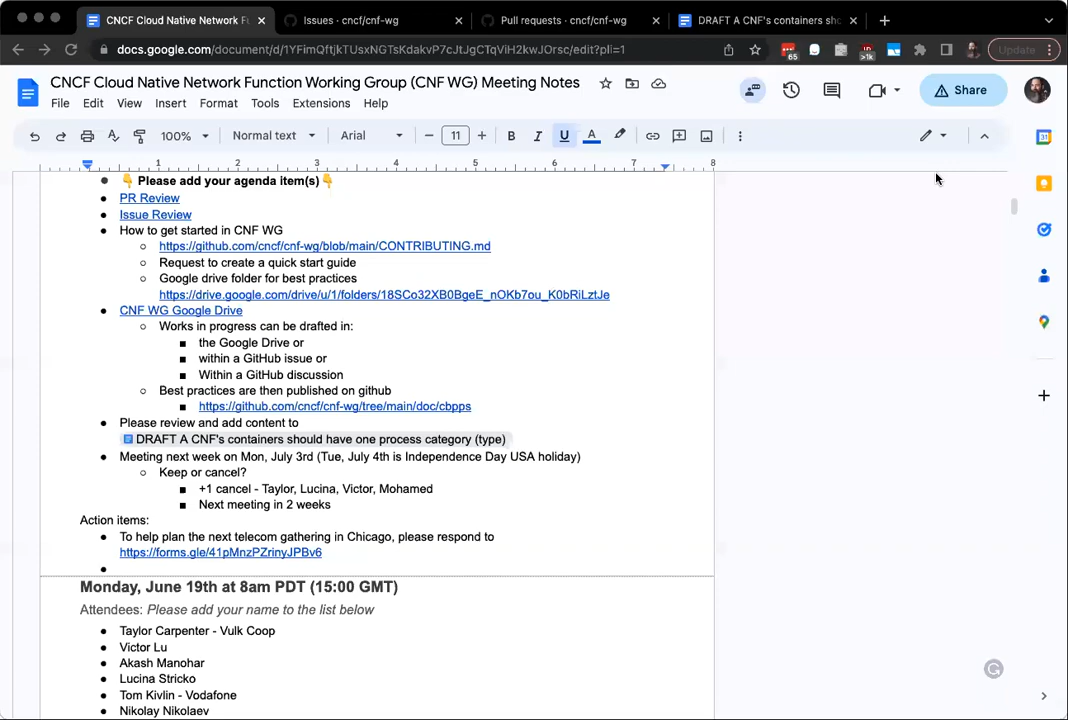 CNCF Cloud Native Network Fu
Issues · cncf/cnf-wg
Pull requests · cncf/cnf-wg
DRAFT A CNF's containers sho
docs.google.com/document/d/1YFimQftjkTUsxNGTsKdakvP7cJtJgCTqViH2kwJOrsc/edit?pli=1
65
>1k
Update
CNCF Cloud Native Network Function Working Group (CNF WG) Meeting Notes
Share
File Edit View Insert Format Tools Extensions Help
100% Normal text Arial 11 B I U A
1 2 3 4 5 6 7 8
👇 Please add your agenda item(s)👇
PR Review
Issue Review
How to get started in CNF WG
https://github.com/cncf/cnf-wg/blob/main/CONTRIBUTING.md
Request to create a quick start guide
Google drive folder for best practices
https://drive.google.com/drive/u/1/folders/18SCo32XB0BgeE_nOKb7ou_K0bRiLztJe
CNF WG Google Drive
Works in progress can be drafted in:
the Google Drive or
within a GitHub issue or
Within a GitHub discussion
Best practices are then published on github
https://github.com/cncf/cnf-wg/tree/main/doc/cbpps
Please review and add content to
DRAFT A CNF's containers should have one process category (type)
Meeting next week on Mon, July 3rd (Tue, July 4th is Independence Day USA holiday)
Keep or cancel?
+1 cancel - Taylor, Lucina, Victor, Mohamed
Next meeting in 2 weeks
Action items:
To help plan the next telecom gathering in Chicago, please respond to
https://forms.gle/41pMnzPZrinyJPBv6
Monday, June 19th at 8am PDT (15:00 GMT)
Attendees: Please add your name to the list below
Taylor Carpenter - Vulk Coop
Victor Lu
Akash Manohar
Lucina Stricko
Tom Kivlin - Vodafone
Nikolay Nikolaev